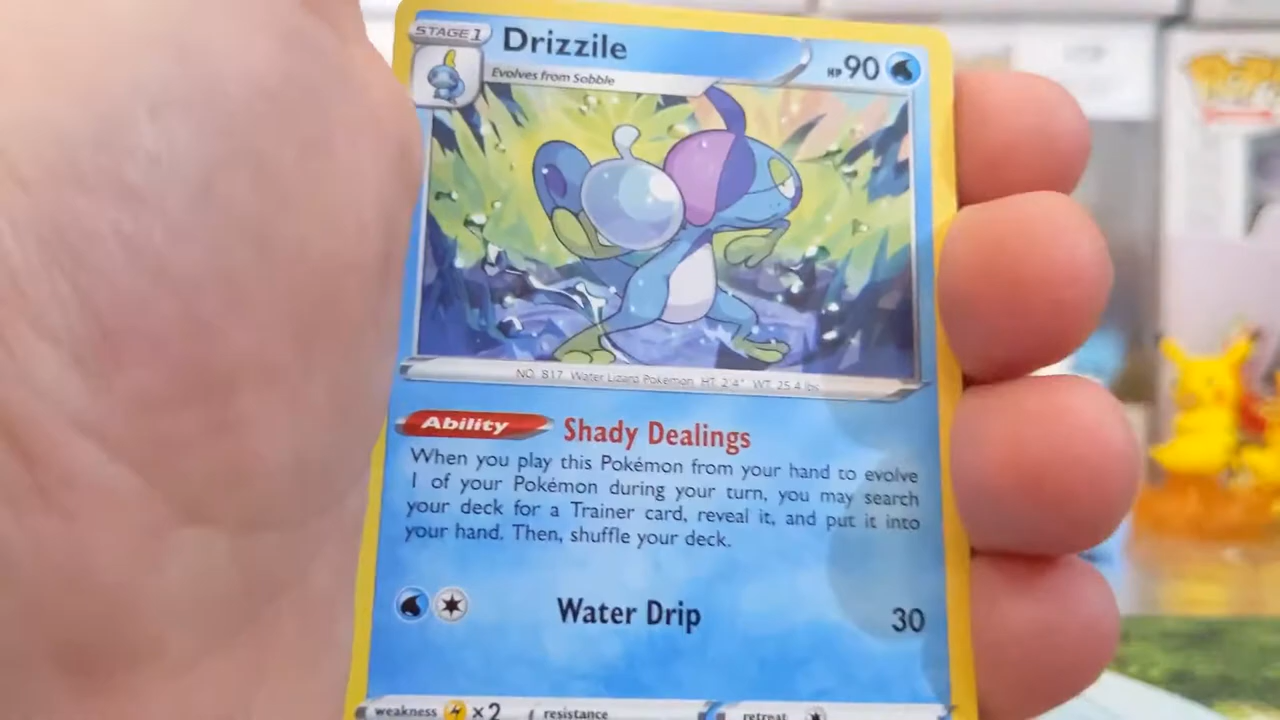 STAGE 1
Drizzile
HP 90
Evolves from Sobble
NO. 817 Water Lizard Pokémon HT: 2'4" WT: 25.4 lbs
Ability Shady Dealings
When you play this Pokémon from your hand to evolve
1 of your Pokémon during your turn, you may search
your deck for a Trainer card, reveal it, and put it into
your hand. Then, shuffle your deck.
Water Drip 30
weakness ×2 resistance retreat